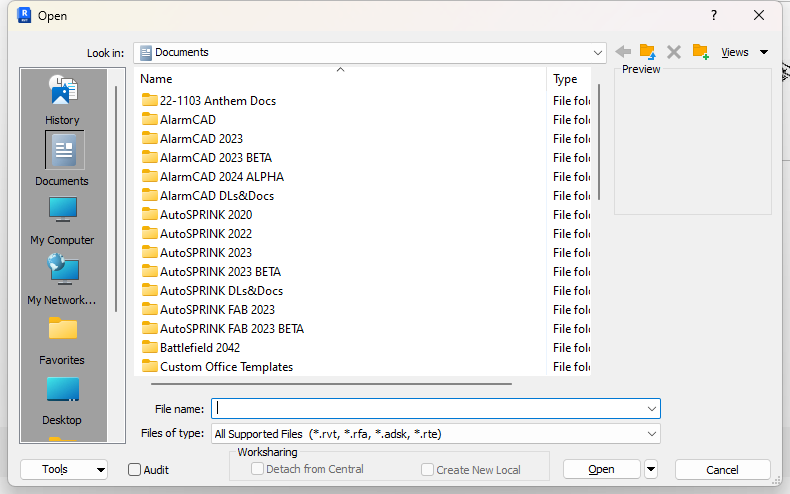 R
RVT
Open
?
Look in:
Documents
Views
Name
Type
Preview
22-1103 Anthem Docs
File fol
AlarmCAD
File fol
AlarmCAD 2023
File fol
AlarmCAD 2023 BETA
File fol
AlarmCAD 2024 ALPHA
File fol
AlarmCAD DLs&Docs
File fol
AutoSPRINK 2020
File fol
AutoSPRINK 2022
File fol
AutoSPRINK 2023
File fol
AutoSPRINK 2023 BETA
File fol
AutoSPRINK DLs&Docs
File fol
AutoSPRINK FAB 2023
File fol
AutoSPRINK FAB 2023 BETA
File fol
Battlefield 2042
File fol
Custom Office Templates
File fol
History
Documents
My Computer
My Network...
Favorites
Desktop
File name:
Files of type:
All Supported Files (*.rvt, *.rfa, *.adsk, *.rte)
Tools
Audit
Worksharing
Detach from Central
Create New Local
Open
Cancel